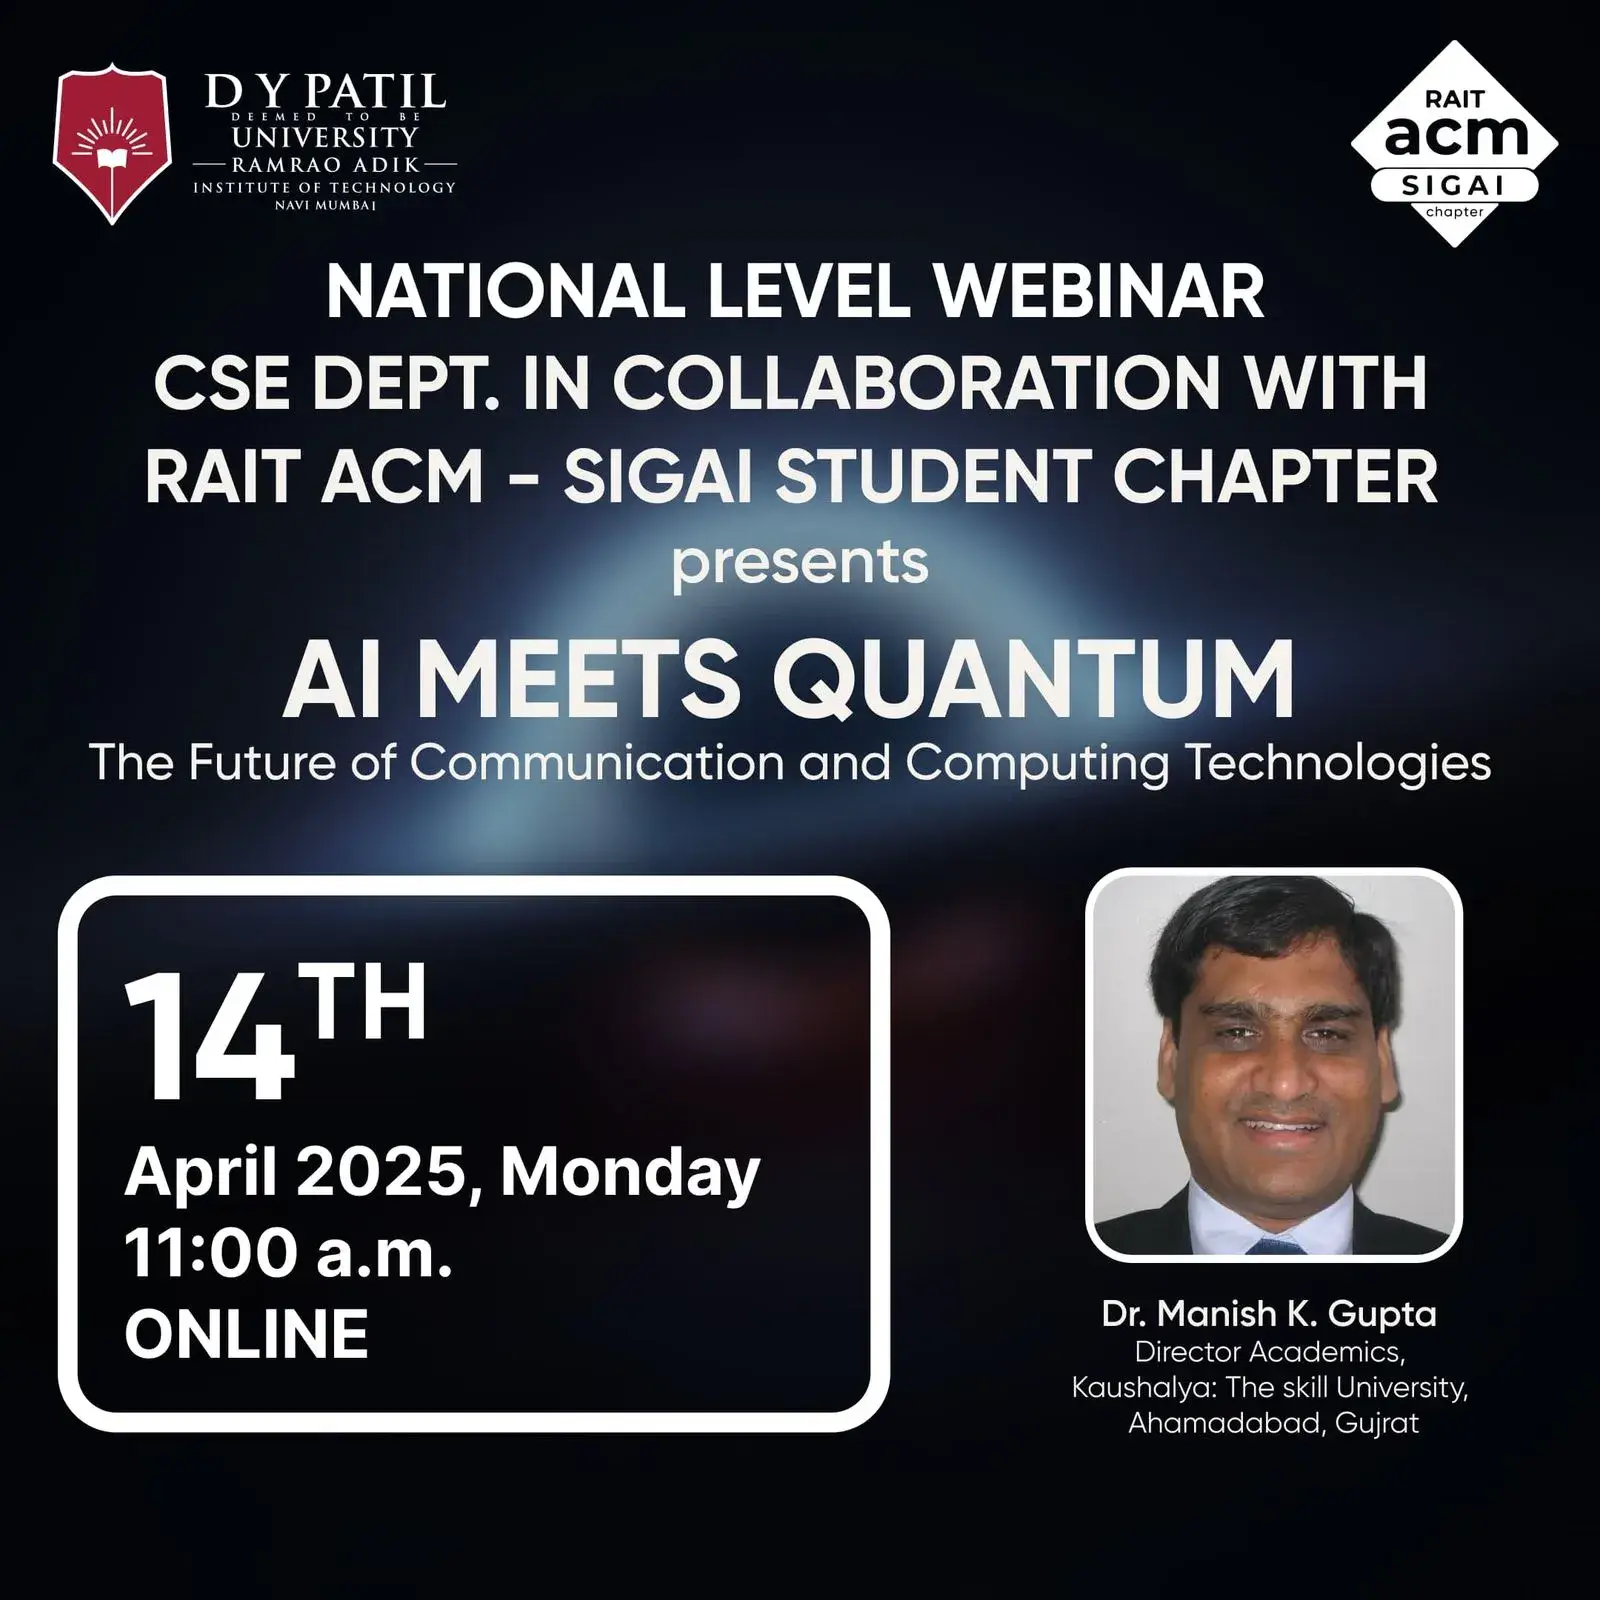 D Y PATIL
DEEMED TO BE
UNIVERSITY
RAMRAO ADIK
INSTITUTE OF TECHNOLOGY
NAVI MUMBAI
RAIT
acm
SIGAI
chapter
NATIONAL LEVEL WEBINAR
CSE DEPT. IN COLLABORATION WITH
RAIT ACM - SIGAI STUDENT CHAPTER
presents
AI MEETS QUANTUM
The Future of Communication and Computing Technologies
14TH
April 2025, Monday
11:00 a.m.
ONLINE
Dr. Manish K. Gupta
Director Academics,
Kaushalya: The skill University,
Ahamadabad, Gujrat